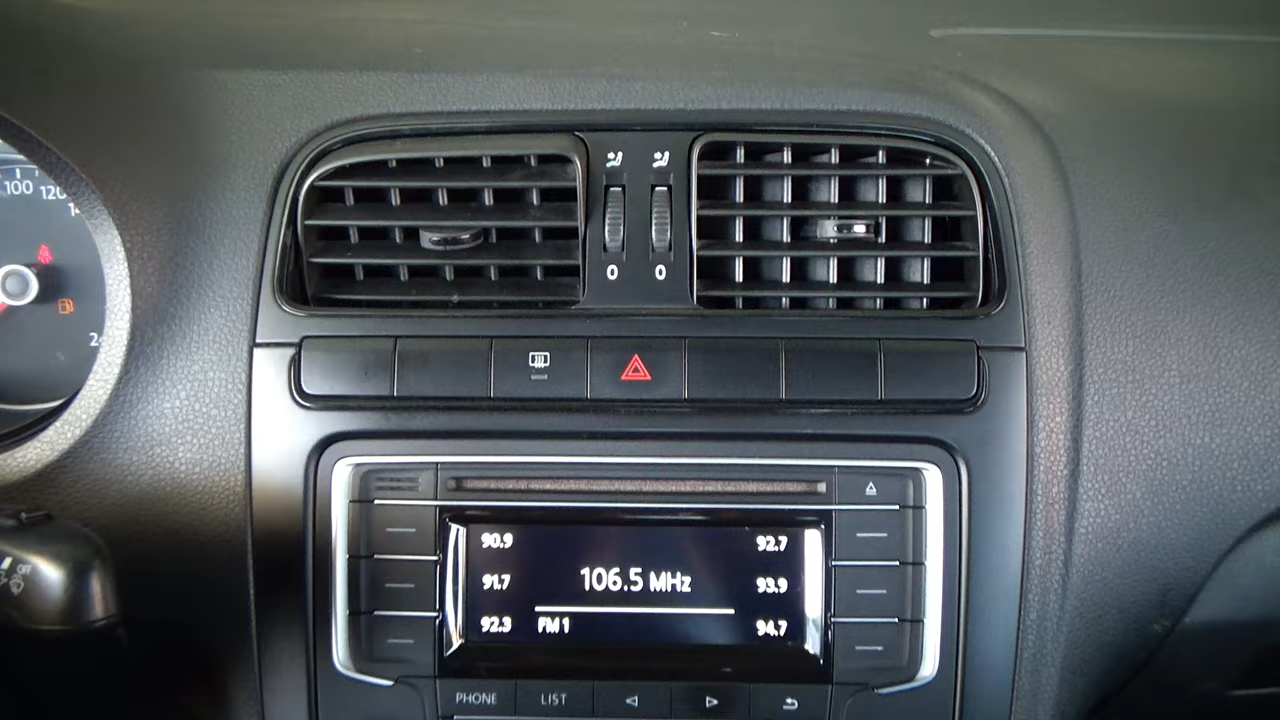 100 120
0 0
90.9 92.7
106.5 MHz
91.7 93.9
92.3 FM 1 94.7
OFF
PHONE LIST